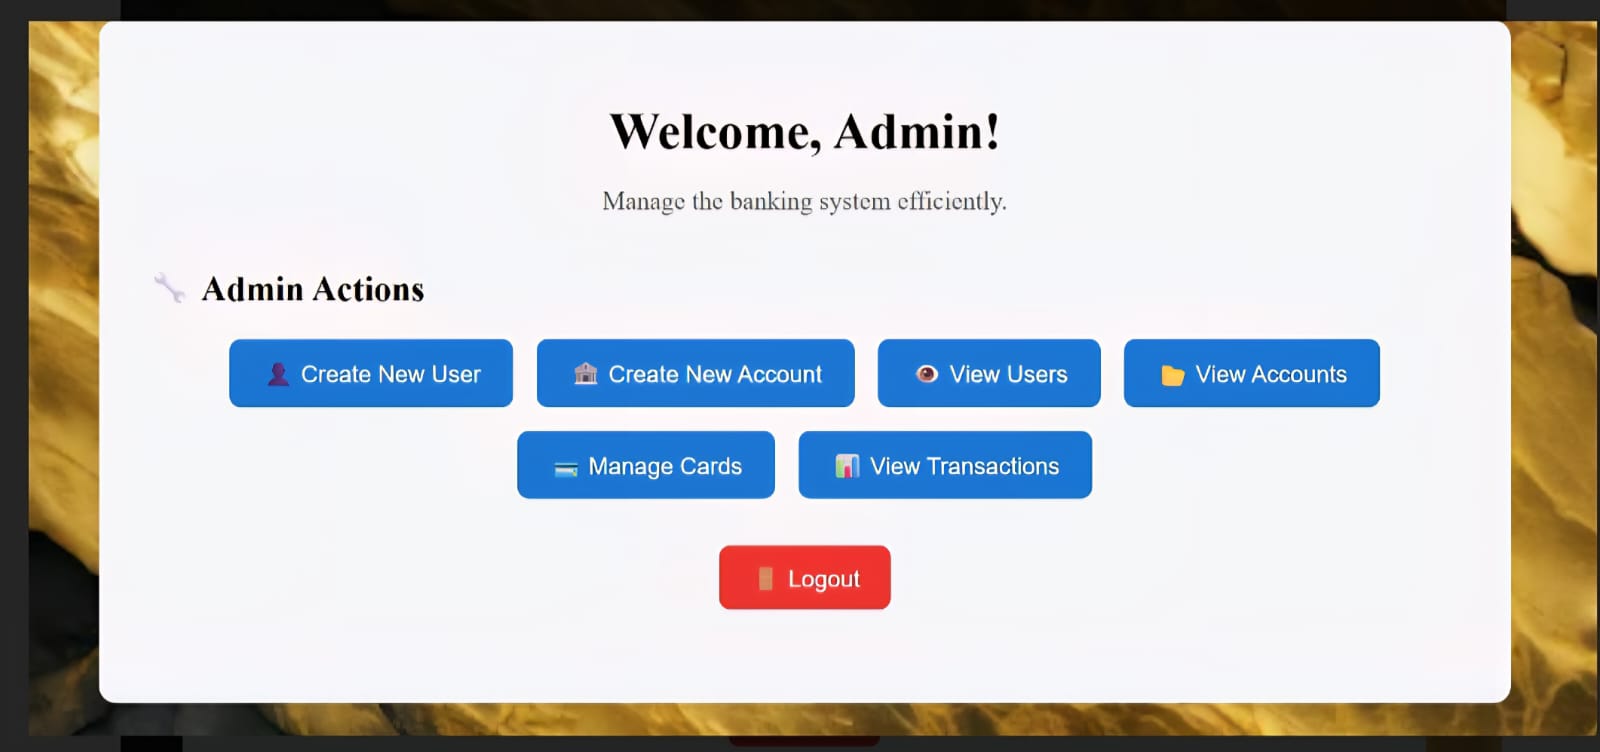 Welcome, Admin!
Manage the banking system efficiently.
Admin Actions
Create New User
Create New Account
View Users
View Accounts
Manage Cards
View Transactions
Logout